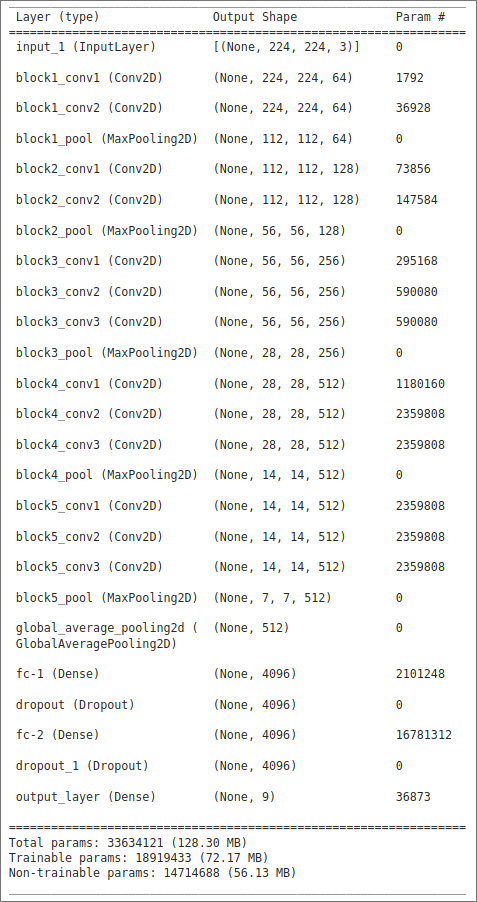 Layer (type) Output Shape Param #
=================================================================
input_1 (InputLayer) [(None, 224, 224, 3)] 0
block1_conv1 (Conv2D) (None, 224, 224, 64) 1792
block1_conv2 (Conv2D) (None, 224, 224, 64) 36928
block1_pool (MaxPooling2D) (None, 112, 112, 64) 0
block2_conv1 (Conv2D) (None, 112, 112, 128) 73856
block2_conv2 (Conv2D) (None, 112, 112, 128) 147584
block2_pool (MaxPooling2D) (None, 56, 56, 128) 0
block3_conv1 (Conv2D) (None, 56, 56, 256) 295168
block3_conv2 (Conv2D) (None, 56, 56, 256) 590080
block3_conv3 (Conv2D) (None, 56, 56, 256) 590080
block3_pool (MaxPooling2D) (None, 28, 28, 256) 0
block4_conv1 (Conv2D) (None, 28, 28, 512) 1180160
block4_conv2 (Conv2D) (None, 28, 28, 512) 2359808
block4_conv3 (Conv2D) (None, 28, 28, 512) 2359808
block4_pool (MaxPooling2D) (None, 14, 14, 512) 0
block5_conv1 (Conv2D) (None, 14, 14, 512) 2359808
block5_conv2 (Conv2D) (None, 14, 14, 512) 2359808
block5_conv3 (Conv2D) (None, 14, 14, 512) 2359808
block5_pool (MaxPooling2D) (None, 7, 7, 512) 0
global_average_pooling2d ( (None, 512) 0
GlobalAveragePooling2D)
fc-1 (Dense) (None, 4096) 2101248
dropout (Dropout) (None, 4096) 0
fc-2 (Dense) (None, 4096) 16781312
dropout_1 (Dropout) (None, 4096) 0
output_layer (Dense) (None, 9) 36873
=================================================================
Total params: 33634121 (128.30 MB)
Trainable params: 18919433 (72.17 MB)
Non-trainable params: 14714688 (56.13 MB)